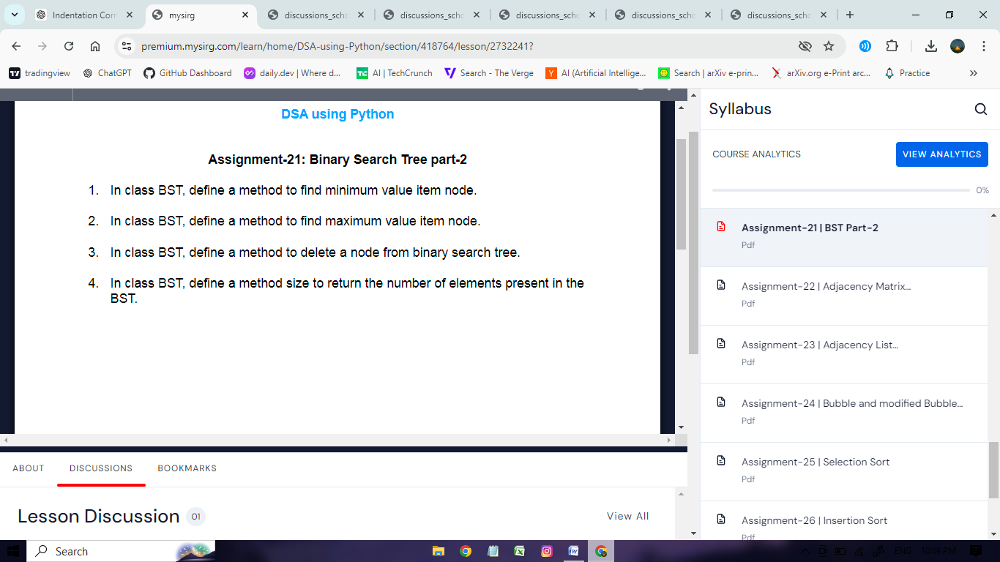 Indentation Corr
mysirg
discussions_scho
discussions_scho
discussions_scho
discussions_scho
discussions_scho
premium.mysirg.com/learn/home/DSA-using-Python/section/418764/lesson/2732241?
tradingview
ChatGPT
GitHub Dashboard
daily.dev | Where d...
AI | TechCrunch
Search - The Verge
AI (Artificial Intellige...
Search | arXiv e-prin...
arXiv.org e-Print arc...
Practice
DSA using Python
Assignment-21: Binary Search Tree part-2
1. In class BST, define a method to find minimum value item node.
2. In class BST, define a method to find maximum value item node.
3. In class BST, define a method to delete a node from binary search tree.
4. In class BST, define a method size to return the number of elements present in the
BST.
ABOUT DISCUSSIONS BOOKMARKS
Lesson Discussion 01
View All
Syllabus
COURSE ANALYTICS
VIEW ANALYTICS
0%
Assignment-21 | BST Part-2
Pdf
Assignment-22 | Adjacency Matrix...
Pdf
Assignment-23 | Adjacency List...
Pdf
Assignment-24 | Bubble and modified Bubble...
Pdf
Assignment-25 | Selection Sort
Pdf
Assignment-26 | Insertion Sort
Pdf
Search
ENG 10:09 PM